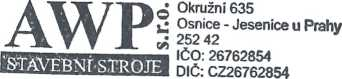 AWP s.r.o.
STAVEBNÍ STROJE
Okružní 635
Osnice - Jesenice u Prahy
252 42
IČO: 26762854
DIČ: CZ26762854